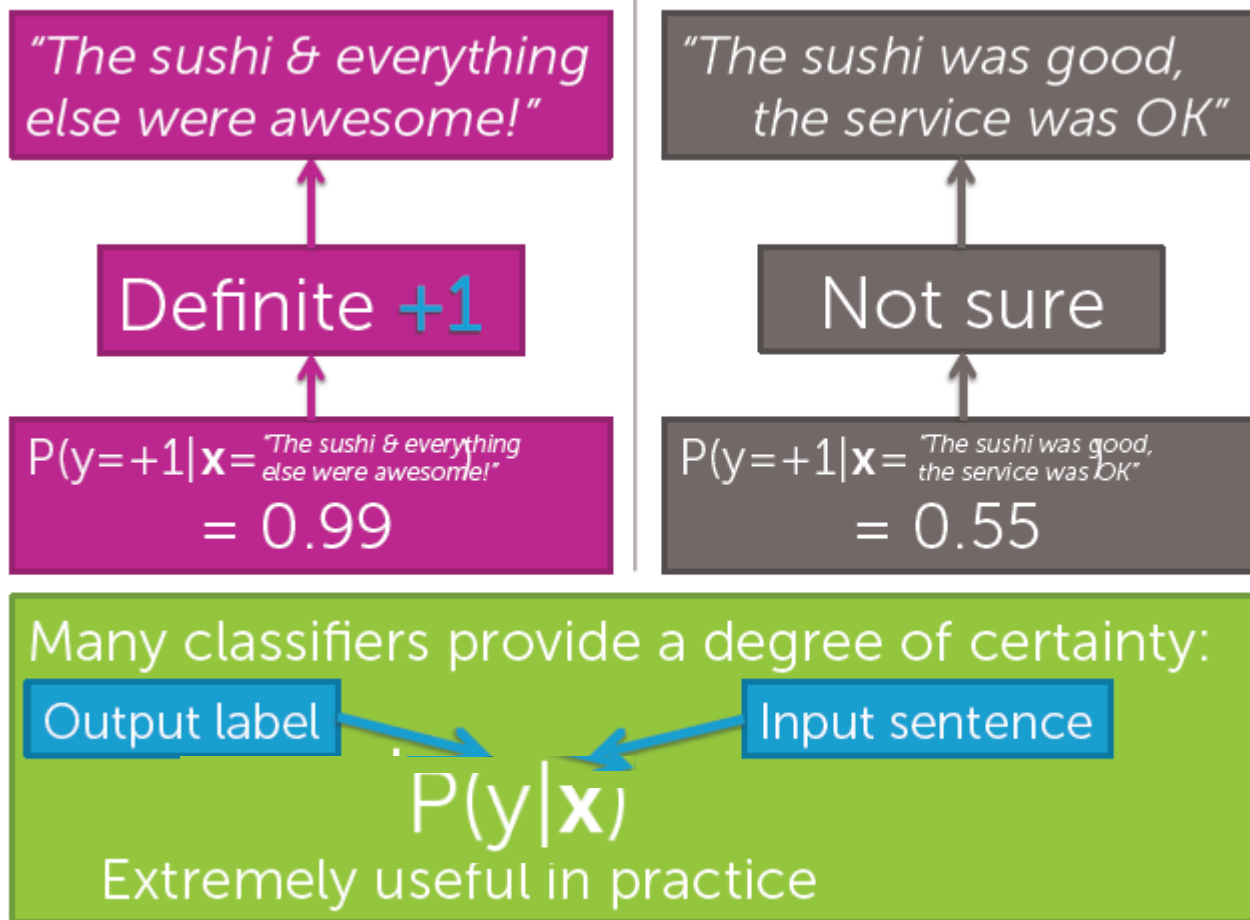 “The sushi & everything
else were awesome!”
Definite +1
P(y=+1|x= “The sushi & everything
else were awesome!” )
= 0.99
“The sushi was good,
the service was OK”
Not sure
P(y=+1|x= “The sushi was good,
the service was OK” )
= 0.55
Many classifiers provide a degree of certainty:
Output label
Input sentence
P(y|x)
Extremely useful in practice